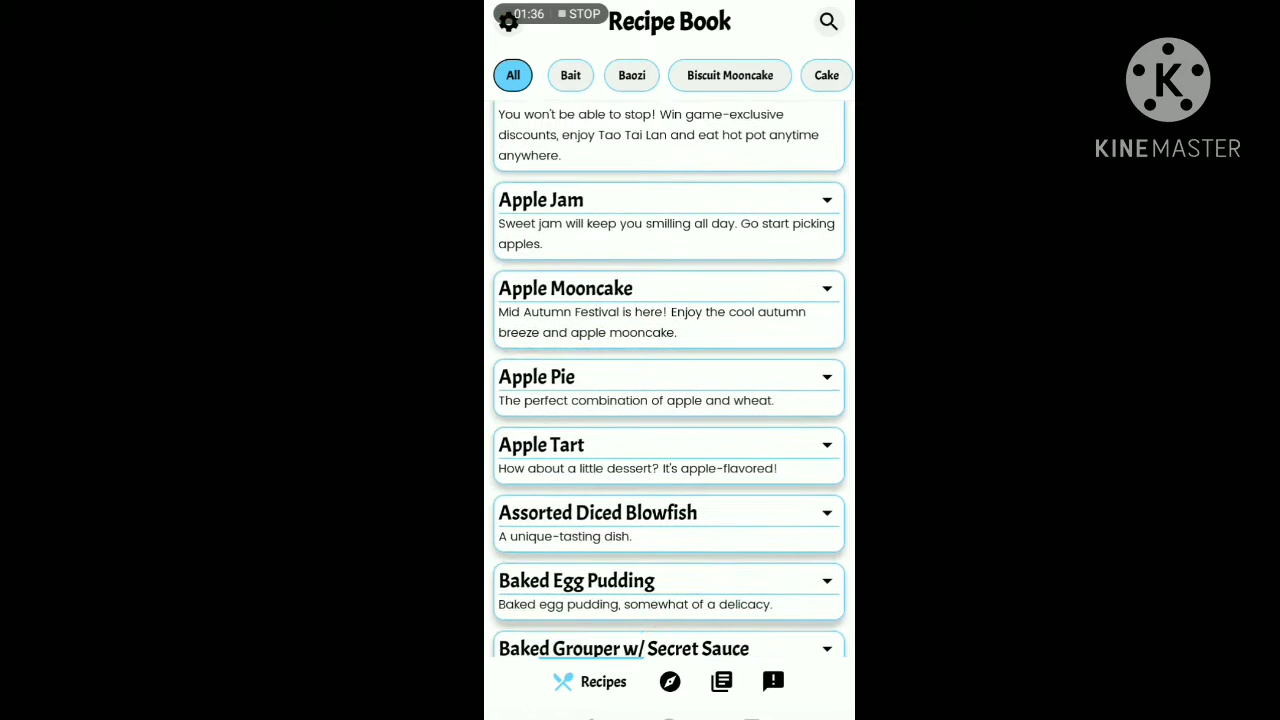 01:36 STOP
Recipe Book
All Bait Baozi Biscuit Mooncake Cake
K
KINEMASTER
You won't be able to stop! Win game-exclusive
discounts, enjoy Tao Tai Lan and eat hot pot anytime
anywhere.
Apple Jam
Sweet jam will keep you smilling all day. Go start picking
apples.
Apple Mooncake
Mid Autumn Festival is here! Enjoy the cool autumn
breeze and apple mooncake.
Apple Pie
The perfect combination of apple and wheat.
Apple Tart
How about a little dessert? It's apple-flavored!
Assorted Diced Blowfish
A unique-tasting dish.
Baked Egg Pudding
Baked egg pudding, somewhat of a delicacy.
Baked Grouper w/ Secret Sauce
Recipes